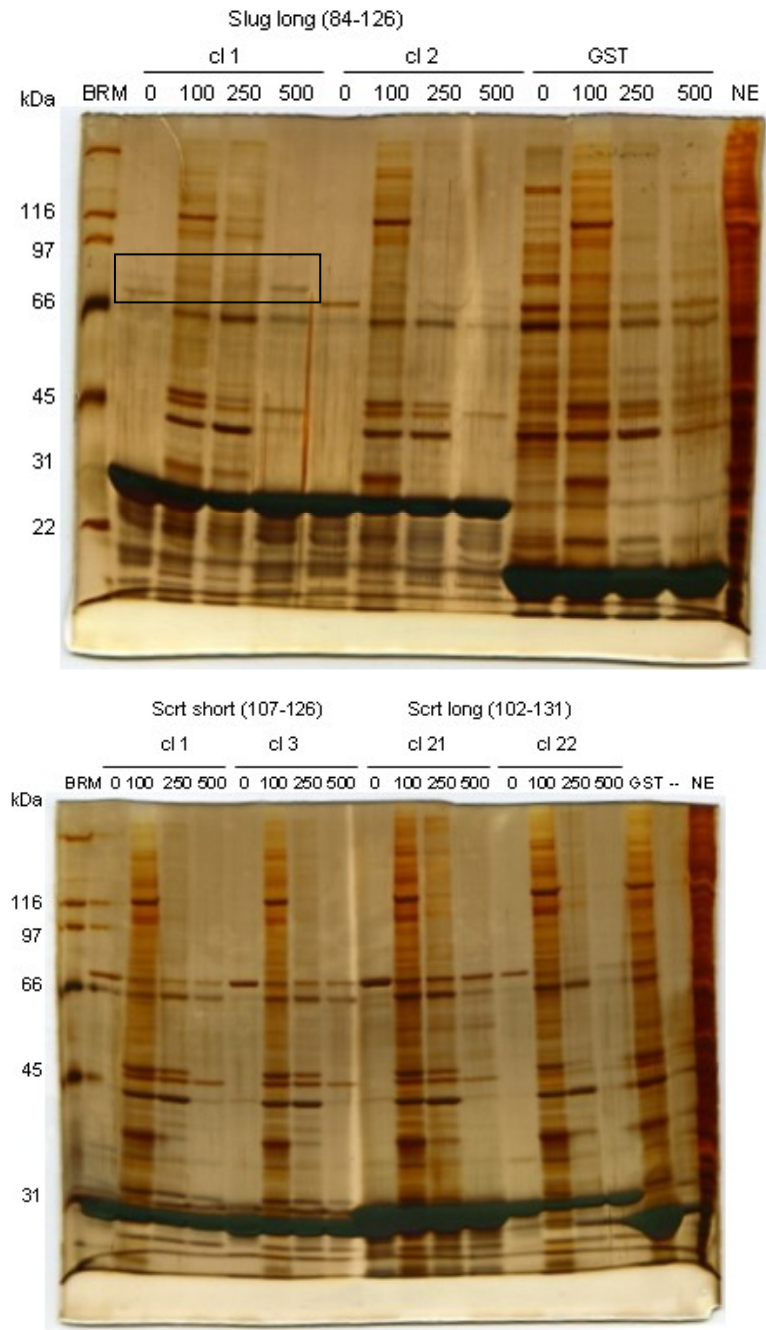 Slug long (84-126)
cl 1 cl 2 GST
kDa BRM 0 100 250 500 0 100 250 500 0 100 250 500 NE
116
97
66
45
31
22
Scrt short (107-126) Scrt long (102-131)
cl 1 cl 3 cl 21 cl 22
BRM 0 100 250 500 0 100 250 500 0 100 250 500 0 100 250 500 GST -- NE
kDa
116
97
66
45
31